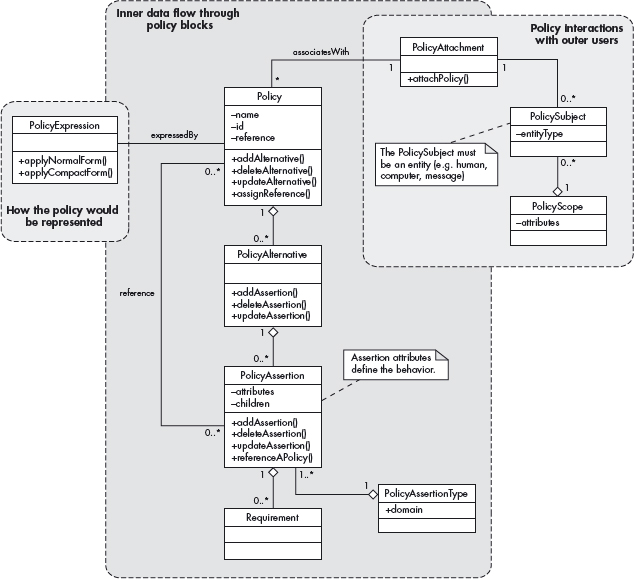 Inner data flow through
policy blocks
Policy Interactions
with outer users
associatesWith
PolicyAttachment
+attachPolicy()
1
1
*
Policy
–name
–id
–reference
+addAlternative()
+deleteAlternative()
+updateAlternative()
+assignReference()
0..*
PolicySubject
–entityType
PolicyExpression
+applyNormalForm()
+applyCompactForm()
expressedBy
The PolicySubject must
be an entity (e.g. human,
computer, message)
0..*
0..*
1
PolicyScope
–attributes
How the policy would
be represented
1
0..*
PolicyAlternative
+addAssertion()
+deleteAssertion()
+updateAssertion()
reference
1
0..*
Assertion attributes
define the behavior.
PolicyAssertion
–attributes
–children
+addAssertion()
+deleteAssertion()
+updateAssertion()
+referenceAPolicy()
0..*
1
1..*
1
PolicyAssertionType
+domain
0..*
Requirement